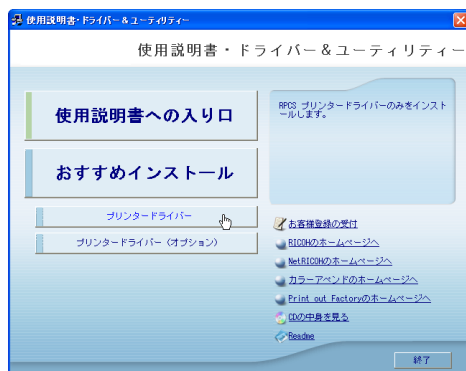 使用説明書・ドライバー＆ユーティリティー
使用説明書・ドライバー＆ユーティリティー
使用説明書への入り口
おすすめインストール
プリンタードライバー
プリンタードライバー（オプション）
RPCS プリンタードライバーのみをインスト
ールします。
お客様登録の受付
RICOHのホームページへ
NetRICOHのホームページへ
カラーアベンドのホームページへ
Print out Factoryのホームページへ
CDの中身を見る
Readme
終了